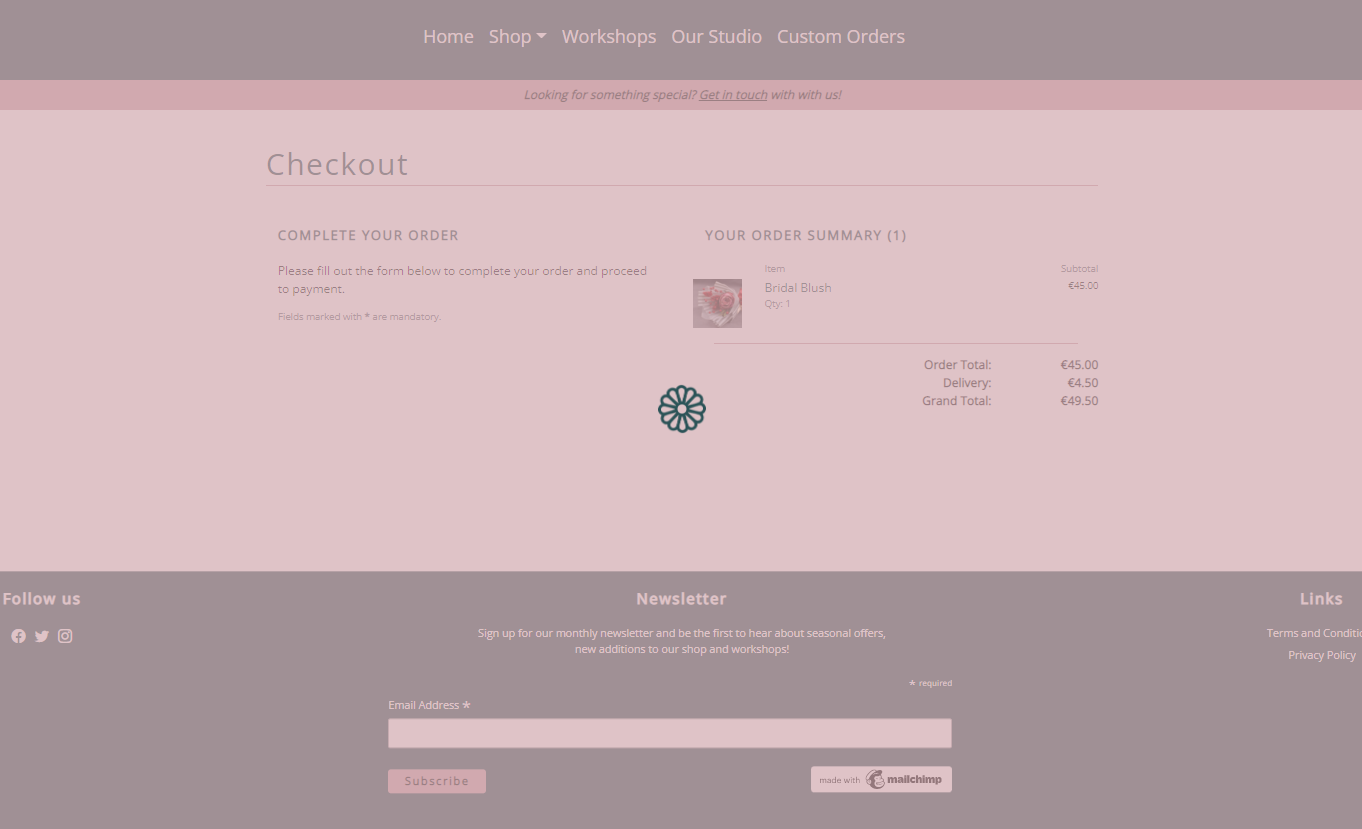 Home Shop Workshops Our Studio Custom Orders
Looking for something special? Get in touch with with us!
Checkout
COMPLETE YOUR ORDER
Please fill out the form below to complete your order and proceed
to payment.
Fields marked with * are mandatory.
YOUR ORDER SUMMARY (1)
Item Subtotal
Bridal Blush €45.00
Qty: 1
Order Total: €45.00
Delivery: €4.50
Grand Total: €49.50
Follow us
Newsletter
Sign up for our monthly newsletter and be the first to hear about seasonal offers,
new additions to our shop and workshops!
* required
Email Address *
Subscribe
made with mailchimp
Links
Terms and Conditio
Privacy Policy